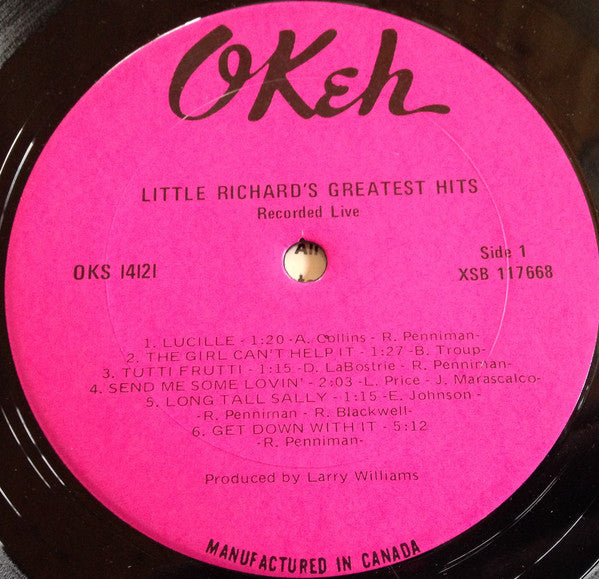 OKeh
LITTLE RICHARD'S GREATEST HITS
Recorded Live
All
OKS 14121
Side 1
XSB 117668
1. LUCILLE - 1:20 -A. Collins - R. Penniman-
2. THE GIRL CAN'T HELP IT - 1:27 -B. Troup-
3. TUTTI FRUTTI - 1:15 -D. LaBostrie - R. Penniman-
4. SEND ME SOME LOVIN' - 2:03 -L. Price - J. Marascalco-
5. LONG TALL SALLY - 1:15 -E. Johnson -
-R. Penniman - R. Blackwell-
6. GET DOWN WITH IT - 5:12
-R. Penniman-
Produced by Larry Williams
MANUFACTURED IN CANADA